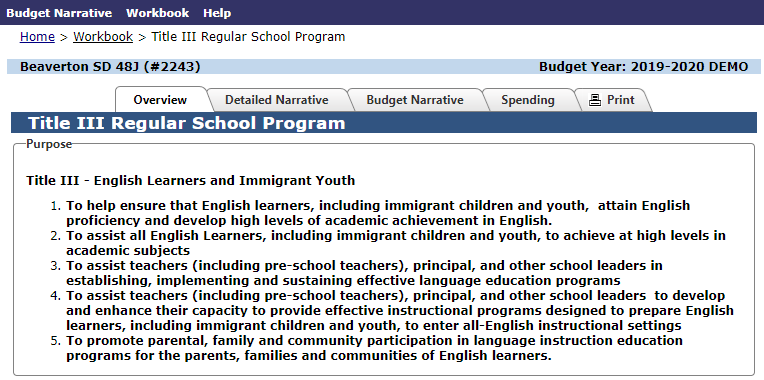 Budget Narrative Workbook Help
Home > Workbook > Title III Regular School Program
Beaverton SD 48J (#2243) Budget Year: 2019-2020 DEMO
Overview Detailed Narrative Budget Narrative Spending Print
Title III Regular School Program
Purpose
Title III - English Learners and Immigrant Youth
1. To help ensure that English learners, including immigrant children and youth, attain English
proficiency and develop high levels of academic achievement in English.
2. To assist all English Learners, including immigrant children and youth, to achieve at high levels in
academic subjects
3. To assist teachers (including pre-school teachers), principal, and other school leaders in
establishing, implementing and sustaining effective language education programs
4. To assist teachers (including pre-school teachers), principal, and other school leaders to develop
and enhance their capacity to provide effective instructional programs designed to prepare English
learners, including immigrant children and youth, to enter all-English instructional settings
5. To promote parental, family and community participation in language instruction education
programs for the parents, families and communities of English learners.